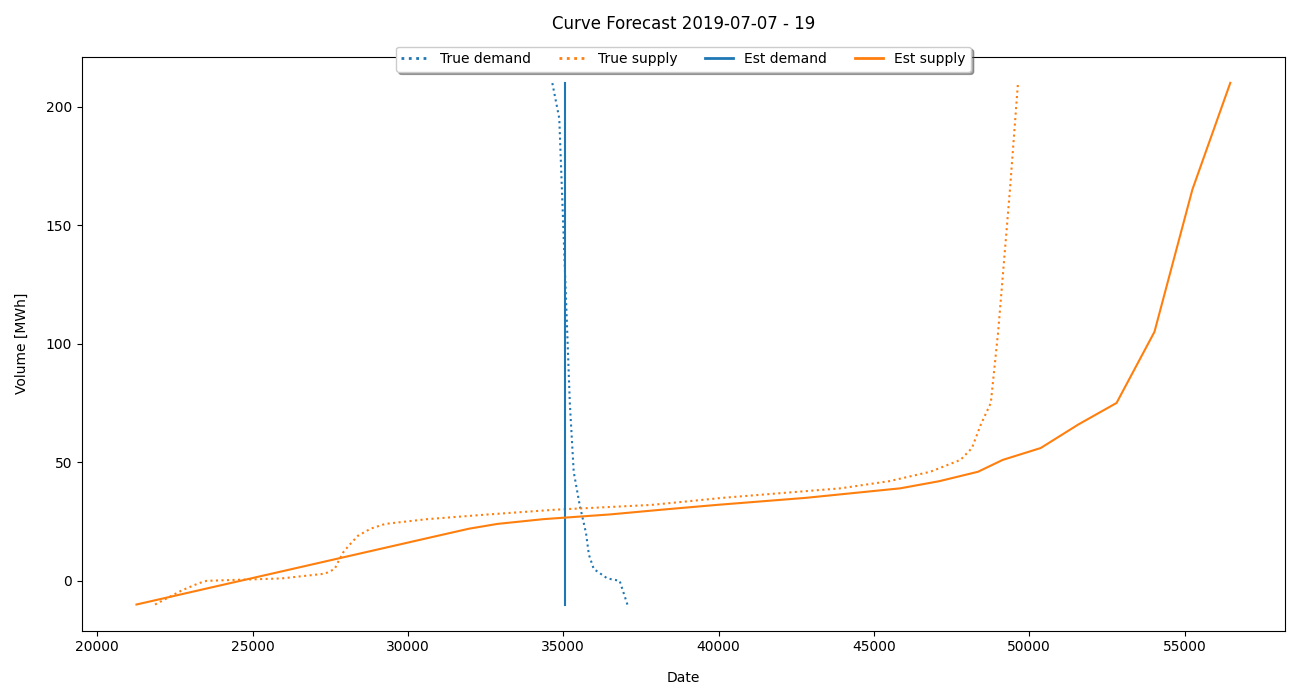 Curve Forecast 2019-07-07 - 19
True demand True supply Est demand Est supply
200
150
100
50
0
Volume [MWh]
20000 25000 30000 35000 40000 45000 50000 55000
Date